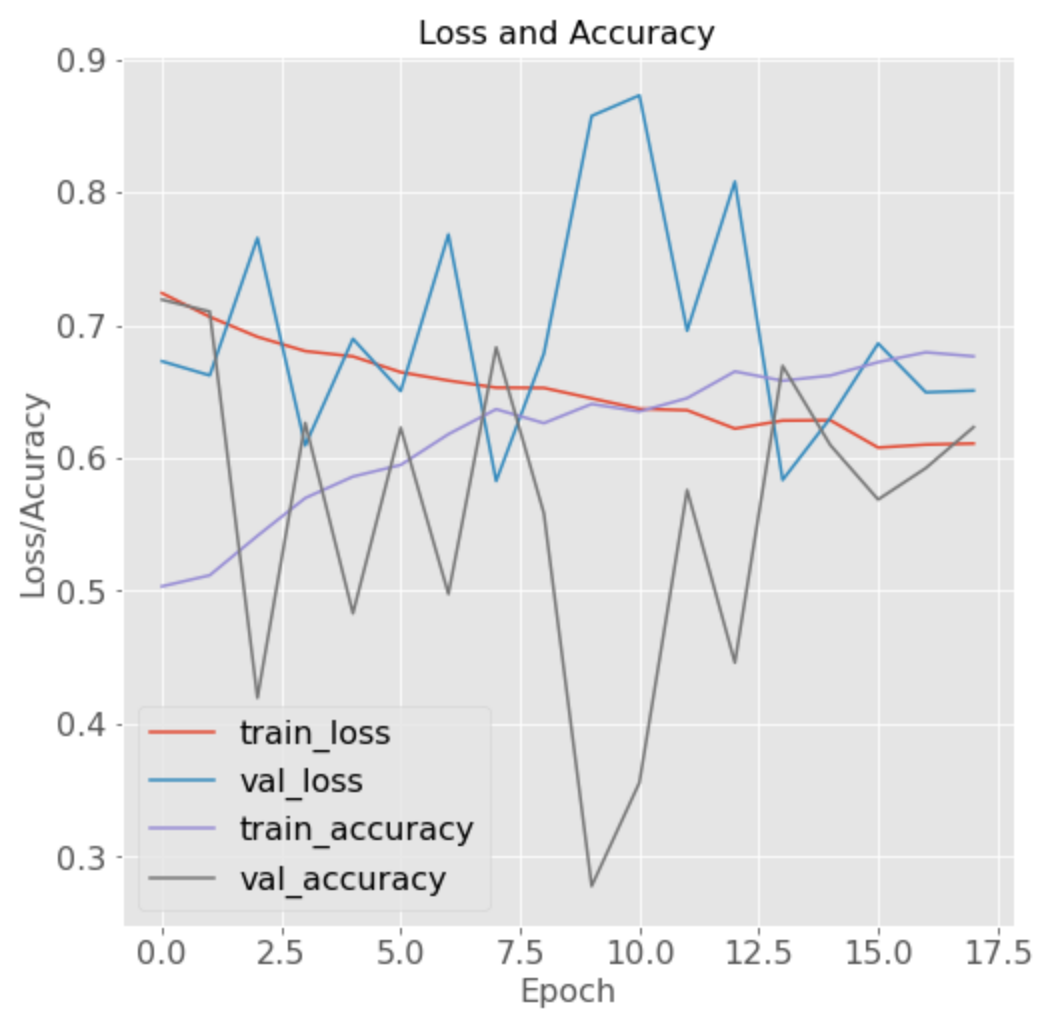 Loss and Accuracy
0.9
0.8
0.7
0.6
0.5
0.4
0.3
Loss/Acuracy
train_loss
val_loss
train_accuracy
val_accuracy
0.0 2.5 5.0 7.5 10.0 12.5 15.0 17.5
Epoch